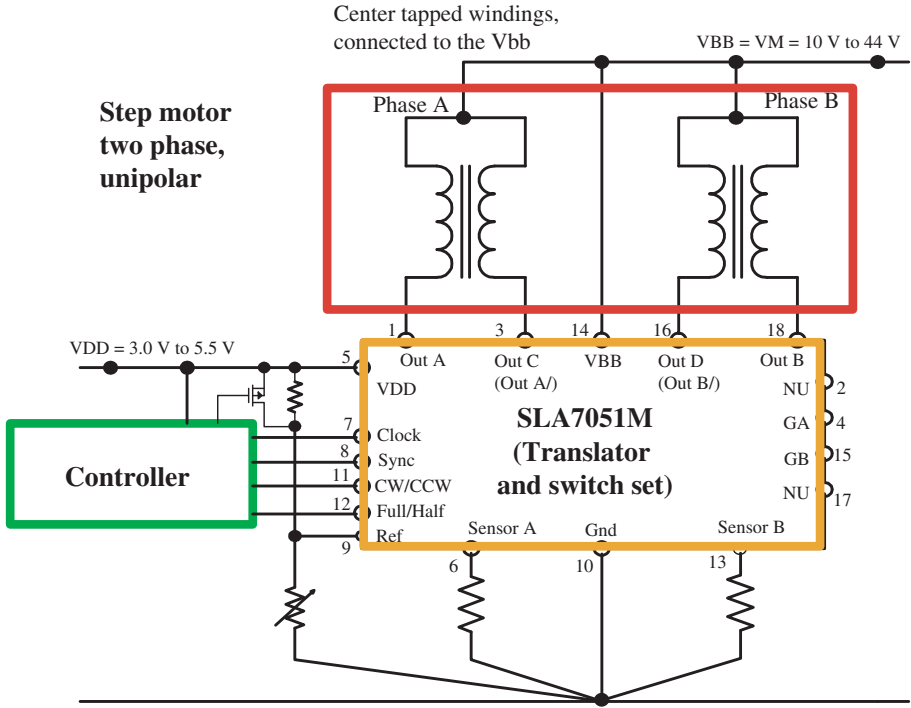 Center tapped windings,
connected to the Vbb
VBB = VM = 10 V to 44 V
Step motor
two phase,
unipolar
Phase A
Phase B
1
3
14
16
18
VDD = 3.0 V to 5.5 V
5
Out A
Out C
(Out A/)
VBB
Out D
(Out B/)
Out B
VDD
NU
2
SLA7051M
(Translator
and switch set)
GA
4
GB
15
NU
17
Controller
7
Clock
8
Sync
11
CW/CCW
12
Full/Half
9
Ref
Sensor A
Gnd
Sensor B
6
10
13